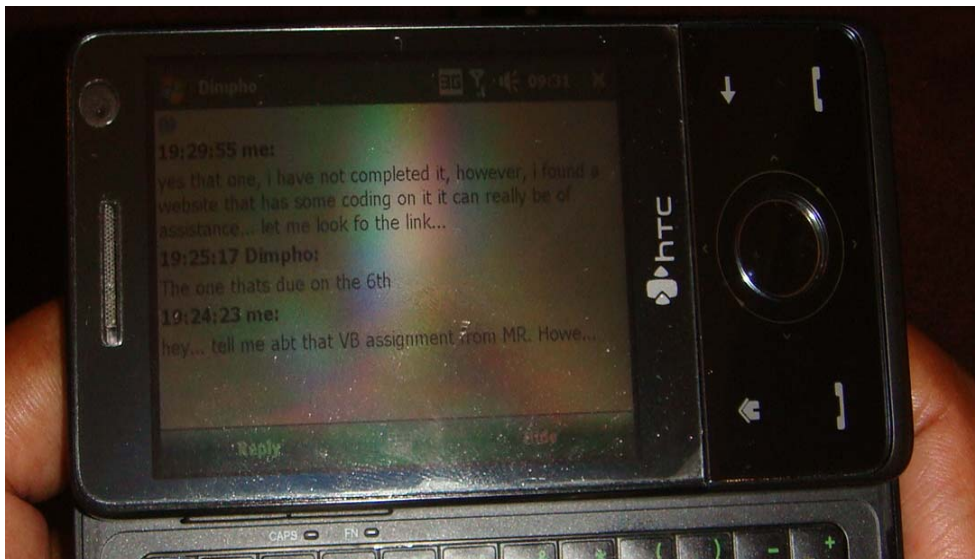 Dimpho
3G
09:31
19:29:55 me:
yes that one, i have not completed it, however, i found a
website that has some coding on it it can really be of
assistance... let me look fo the link...
19:25:17 Dimpho:
The one thats due on the 6th
19:24:23 me:
hey... tell me abt that VB assignment from MR. Howe...
Reply
Hide
hTC
CAPS
FN